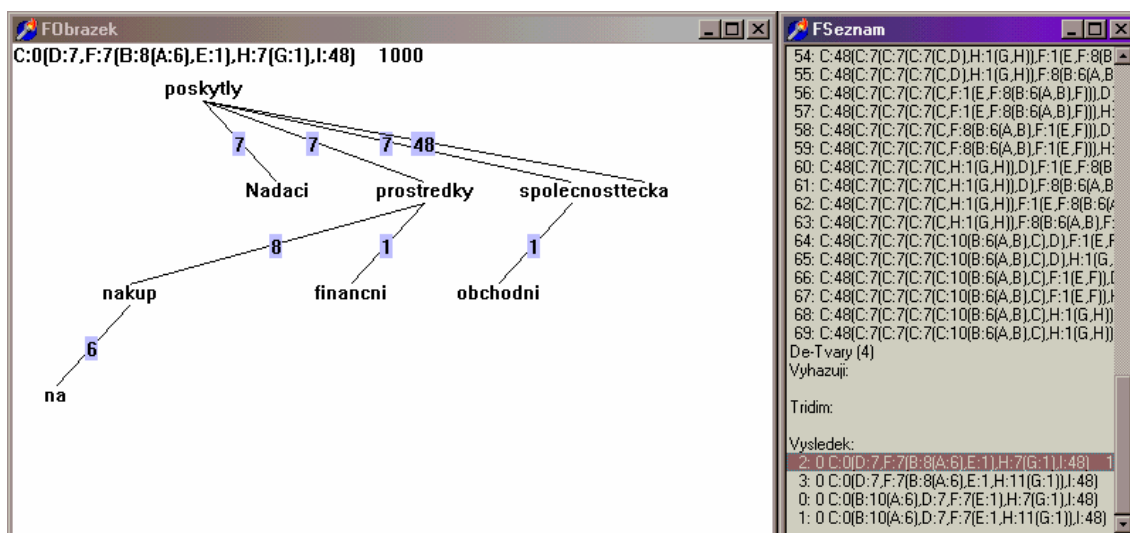 FObrazek
C:0(D:7,F:7(B:8(A:6),E:1),H:7(G:1),I:48) 1000
poskytly
7 7 7 48
Nadaci prostredky spolecnosttecka
8 1 1
nakup financni obchodni
6
na
FSeznam
54: C:48(C:7(C:7(C:7(C,D),H:1(G,H)),F:1(E,F:8(B
55: C:48(C:7(C:7(C:7(C,D),H:1(G,H)),F:8(B:6(A,B
56: C:48(C:7(C:7(C:7(C,F:1(E,F:8(B:6(A,B),F))),D
57: C:48(C:7(C:7(C:7(C,F:1(E,F:8(B:6(A,B),F))),H:
58: C:48(C:7(C:7(C:7(C,F:8(B:6(A,B),F:1(E,F))),D
59: C:48(C:7(C:7(C:7(C,F:8(B:6(A,B),F:1(E,F))),H:
60: C:48(C:7(C:7(C:7(C,H:1(G,H)),D),F:1(E,F:8(B
61: C:48(C:7(C:7(C:7(C,H:1(G,H)),D),F:8(B:6(A,B
62: C:48(C:7(C:7(C:7(C,H:1(G,H)),F:1(E,F:8(B:6(A
63: C:48(C:7(C:7(C:7(C,H:1(G,H)),F:8(B:6(A,B),F:
64: C:48(C:7(C:7(C:7(C:10(B:6(A,B),C),D),F:1(E,F
65: C:48(C:7(C:7(C:7(C:10(B:6(A,B),C),D),H:1(G,
66: C:48(C:7(C:7(C:7(C:10(B:6(A,B),C),F:1(E,F)),D
67: C:48(C:7(C:7(C:7(C:10(B:6(A,B),C),F:1(E,F)),H
68: C:48(C:7(C:7(C:7(C:10(B:6(A,B),C),H:1(G,H))
69: C:48(C:7(C:7(C:7(C:10(B:6(A,B),C),H:1(G,H))
De-Tvary (4)
Vyhazuji:
Tridim:
Vysledek:
2: 0 C:0(D:7,F:7(B:8(A:6),E:1),H:7(G:1),I:48) 1
3: 0 C:0(D:7,F:7(B:8(A:6),E:1,H:11(G:1)),I:48)
0: 0 C:0(B:10(A:6),D:7,F:7(E:1),H:7(G:1),I:48)
1: 0 C:0(B:10(A:6),D:7,F:7(E:1,H:11(G:1)),I:48)